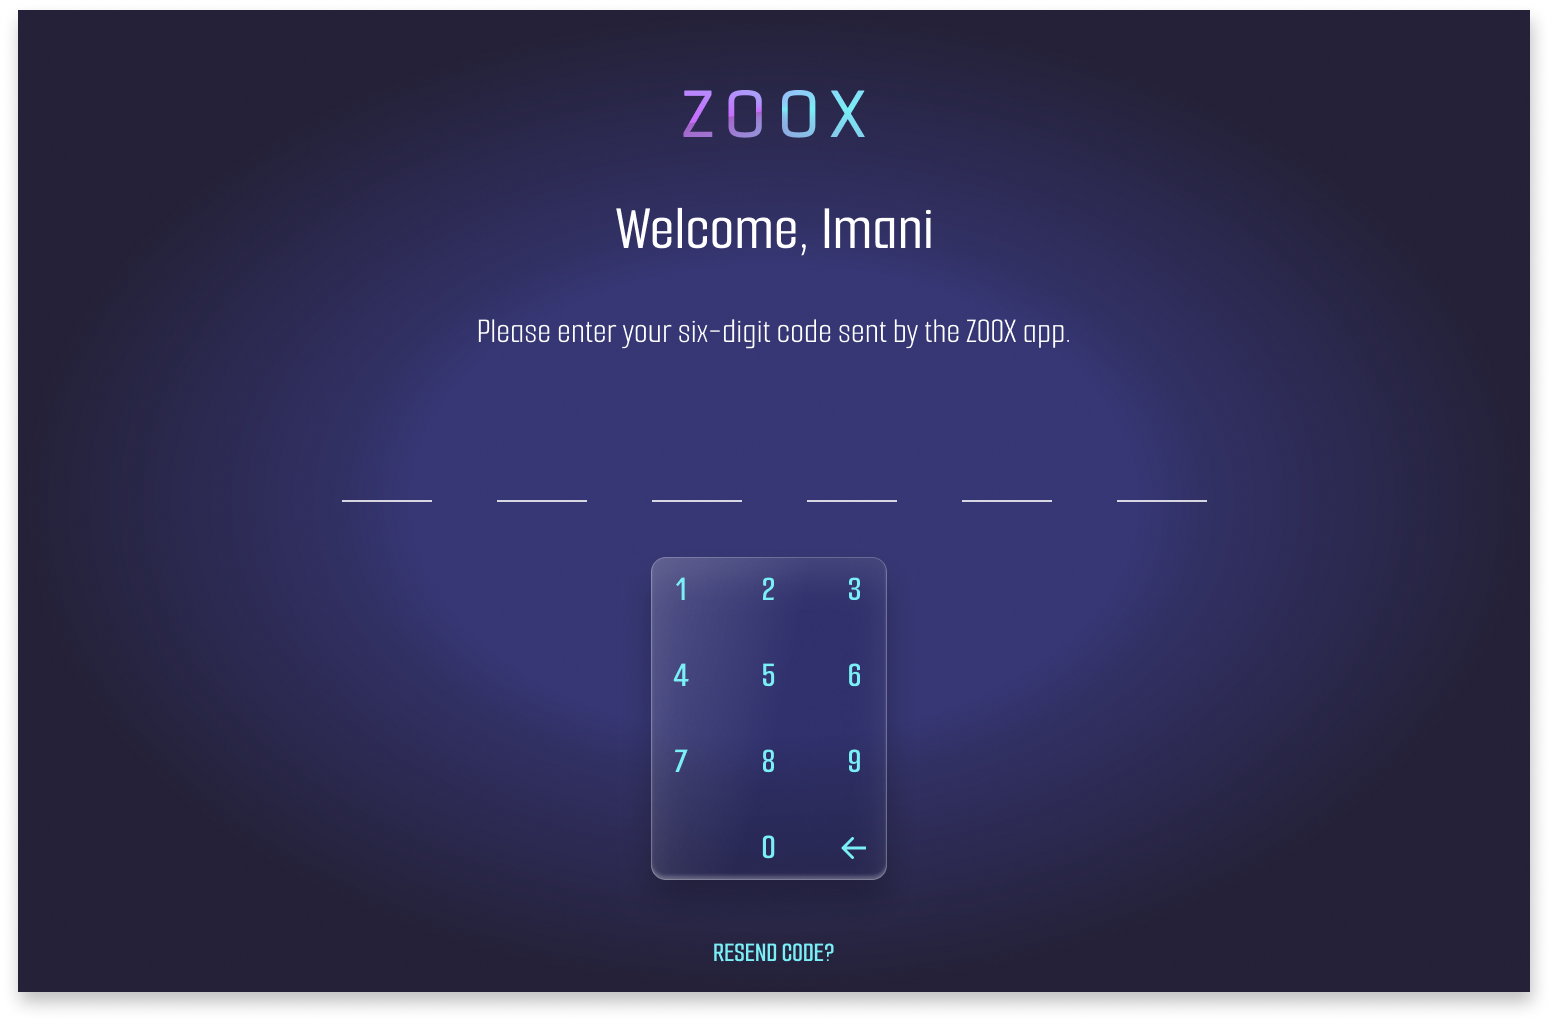 ZOOX
Welcome, Imani
Please enter your six-digit code sent by the ZOOX app.
1 2 3
4 5 6
7 8 9
0 ←
RESEND CODE?